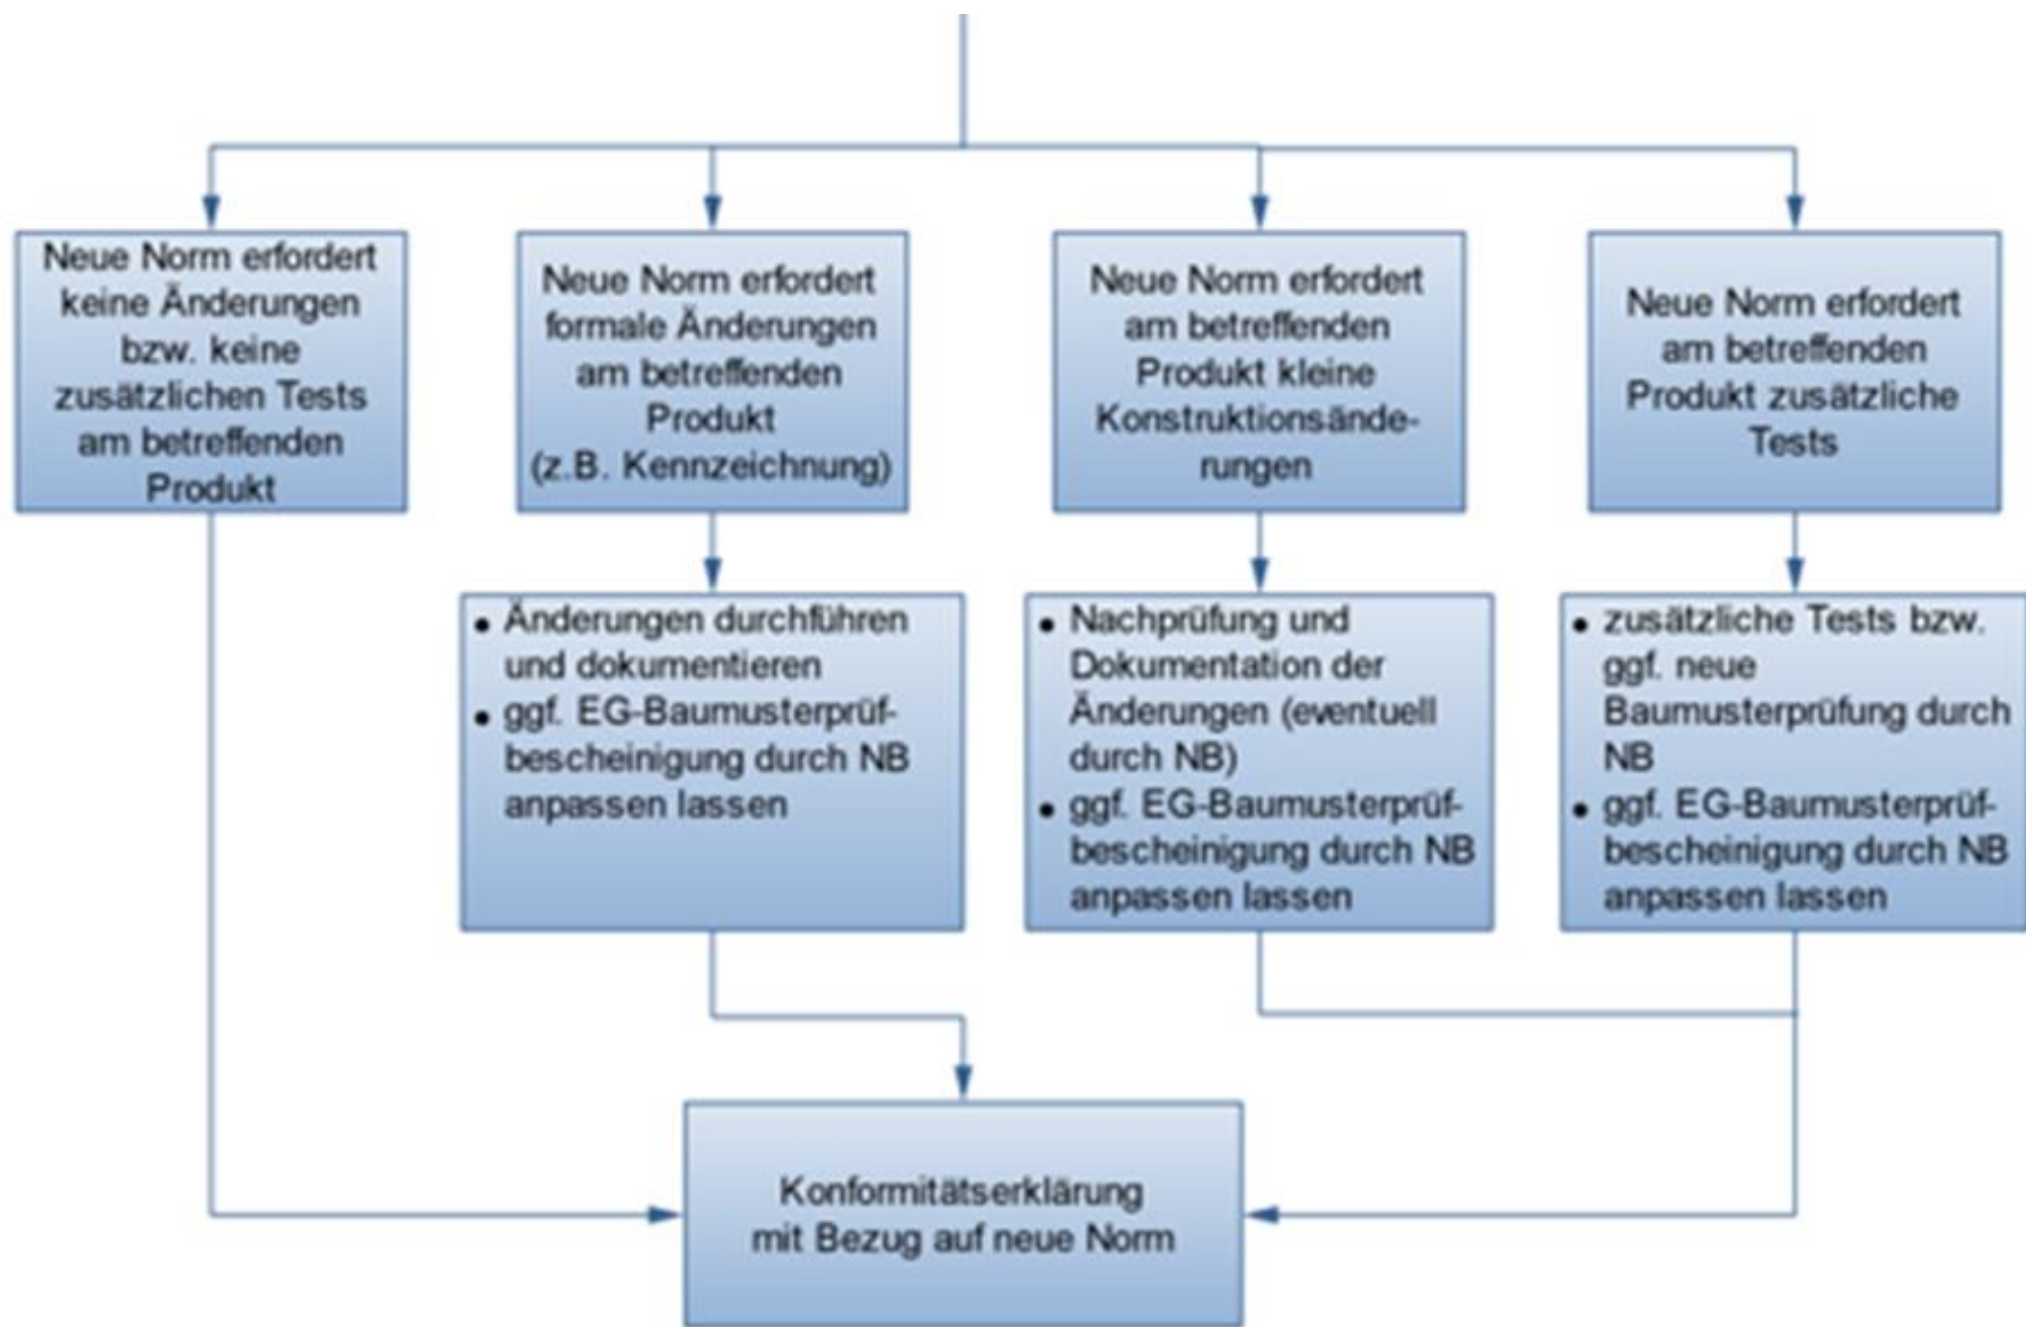 Neue Norm erfordert
keine Änderungen
bzw. keine
zusätzlichen Tests
am betreffenden
Produkt
Neue Norm erfordert
formale Änderungen
am betreffenden
Produkt
(z.B. Kennzeichnung)
Neue Norm erfordert
am betreffenden
Produkt kleine
Konstruktionsände-
rungen
Neue Norm erfordert
am betreffenden
Produkt zusätzliche
Tests
• Änderungen durchführen
und dokumentieren
• ggf. EG-Baumusterprüf-
bescheinigung durch NB
anpassen lassen
• Nachprüfung und
Dokumentation der
Änderungen (eventuell
durch NB)
• ggf. EG-Baumusterprüf-
bescheinigung durch NB
anpassen lassen
• zusätzliche Tests bzw.
ggf. neue
Baumusterprüfung durch
NB
• ggf. EG-Baumusterprüf-
bescheinigung durch NB
anpassen lassen
Konformitätserklärung
mit Bezug auf neue Norm